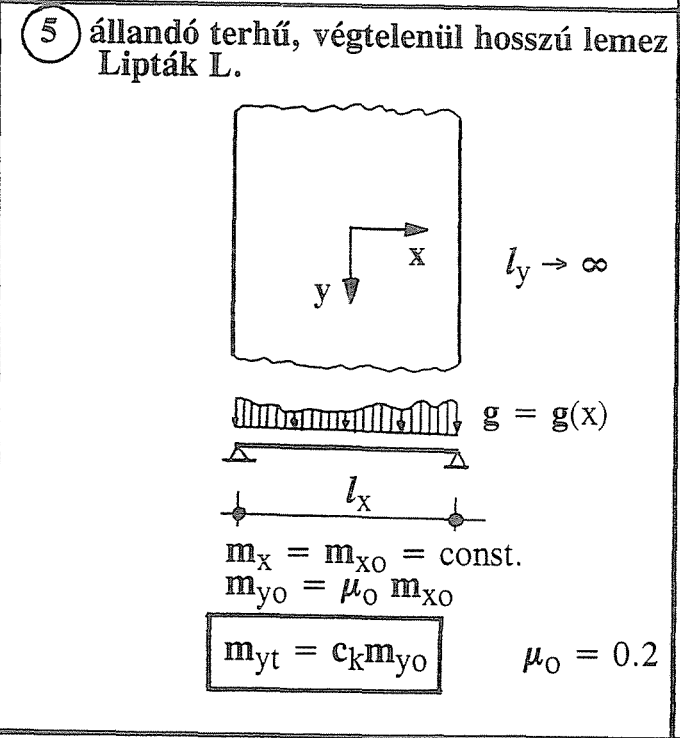 5 állandó terhű, végtelenül hosszú lemez
Lipták L.
x
y
l_y → ∞
g = g(x)
l_x
m_x = m_xo = const.
m_yo = μ_o m_xo
m_yt = c_k m_yo
μ_o = 0.2